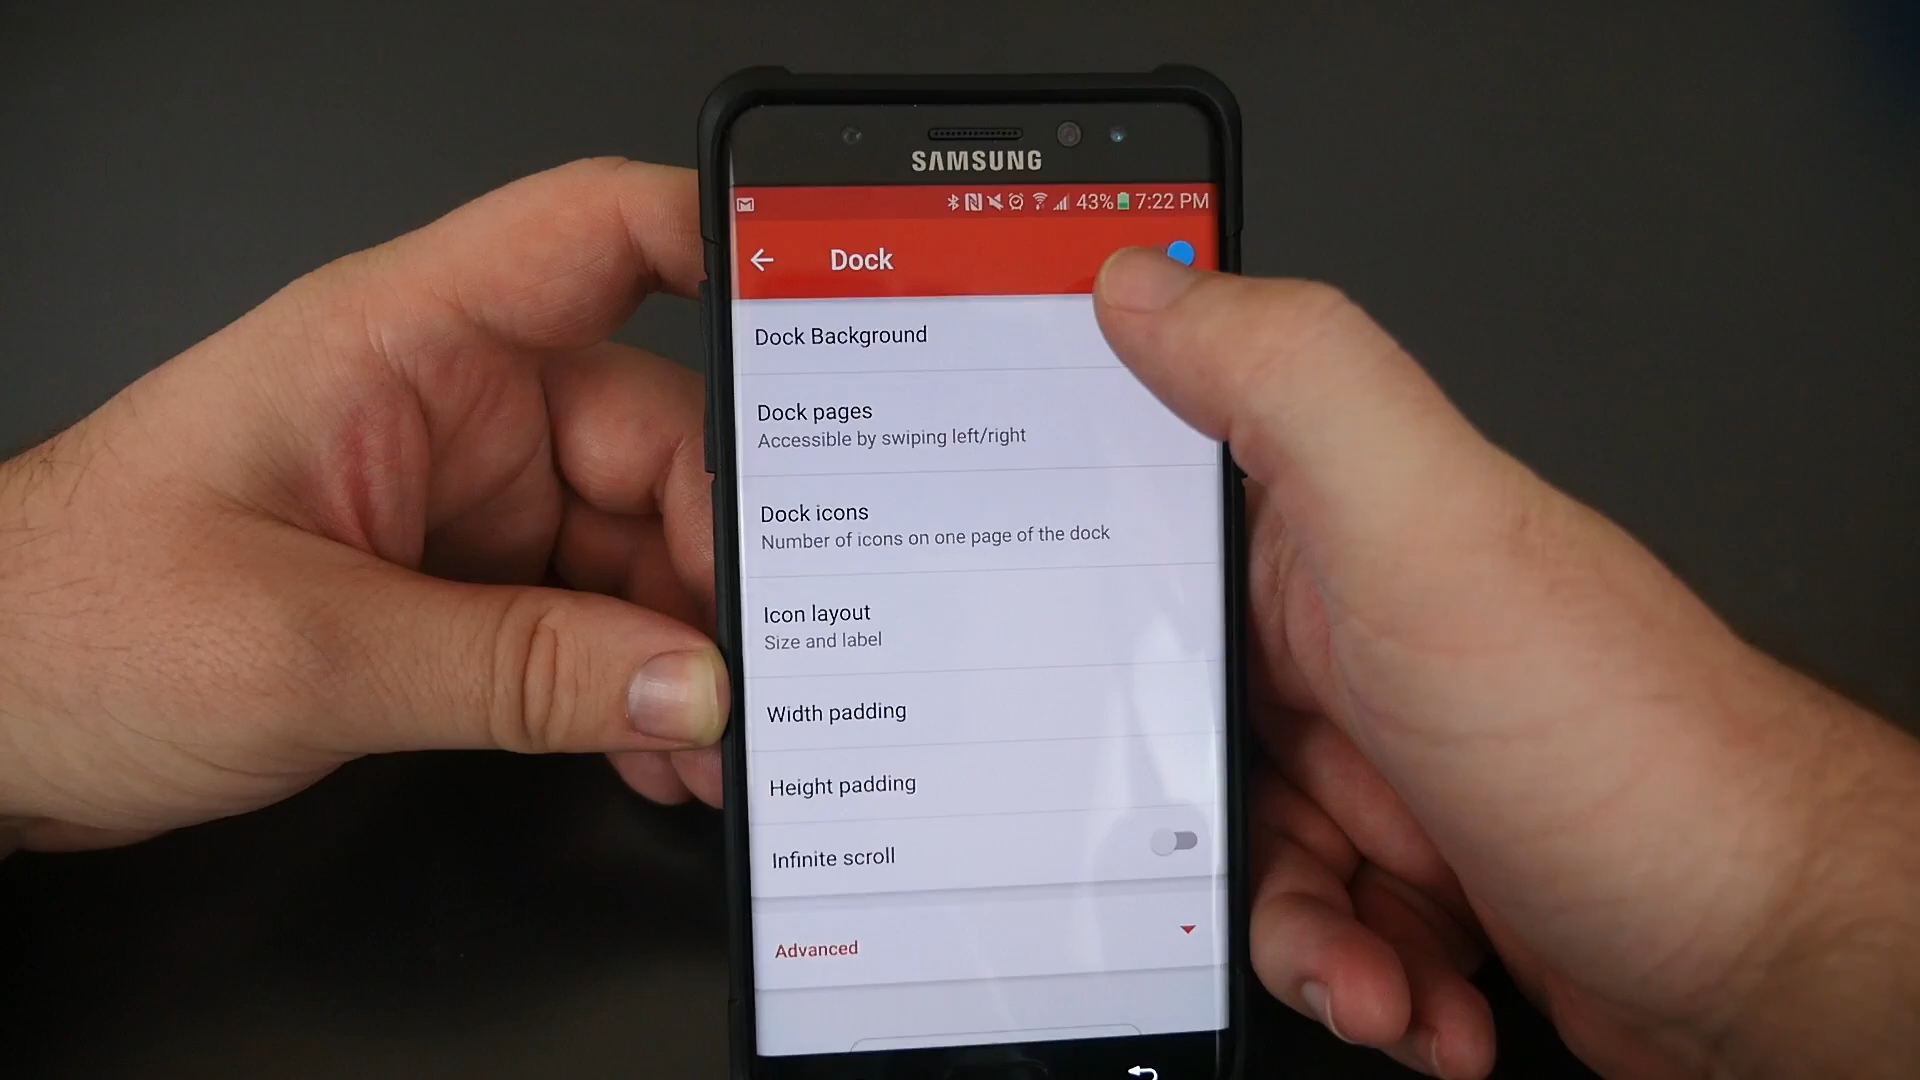 SAMSUNG
43% 7:22 PM
Dock
Dock Background
Dock pages
Accessible by swiping left/right
Dock icons
Number of icons on one page of the dock
Icon layout
Size and label
Width padding
Height padding
Infinite scroll
Advanced